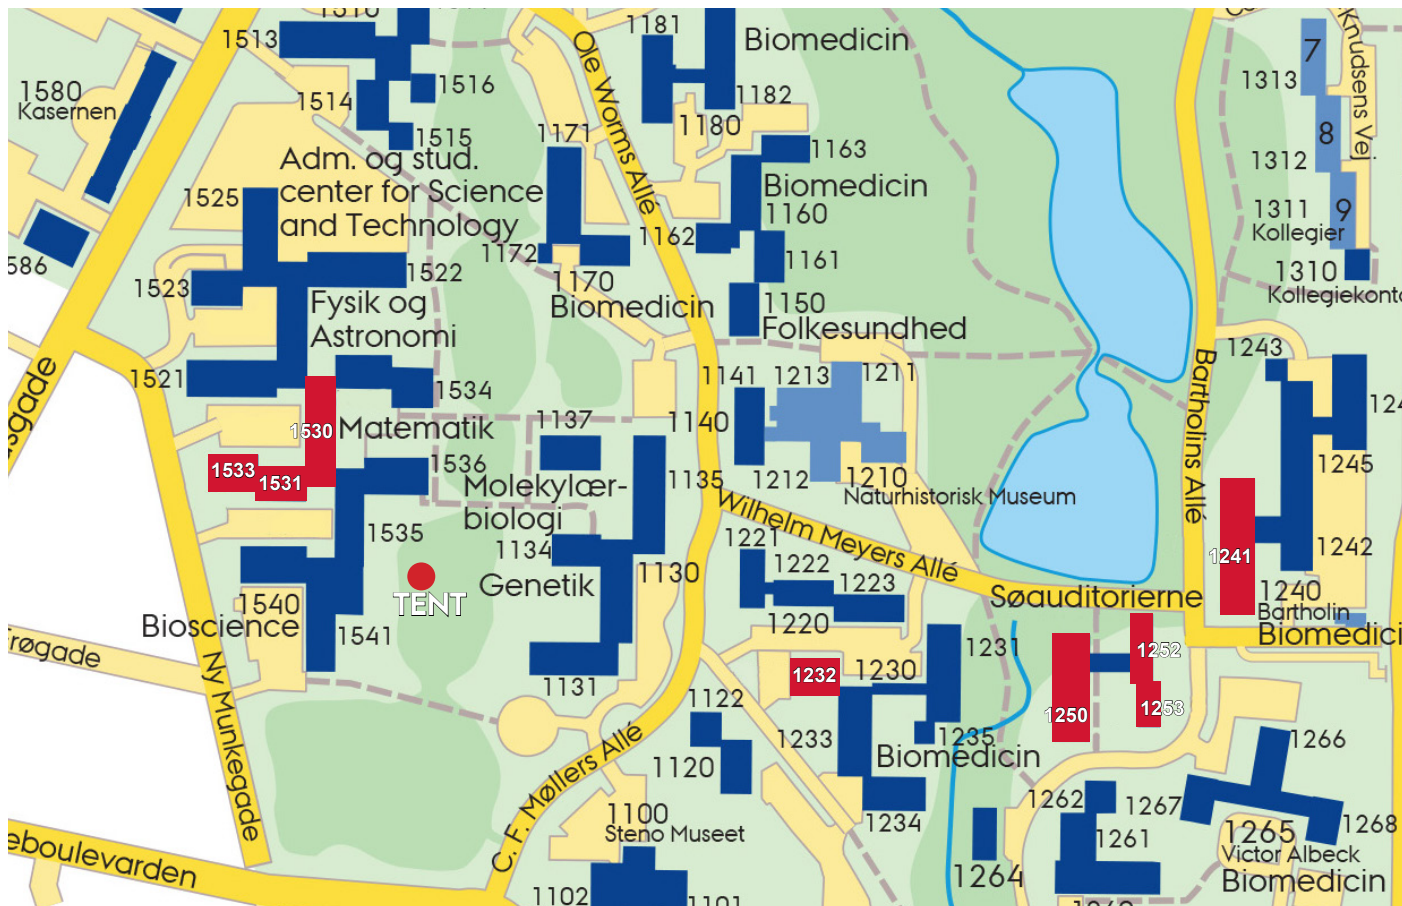 1510
1513
1514
1516
1515
1580
Kasernen
Adm. og stud.
center for Science
and Technology
1525
1522
1523
Fysik og
Astronomi
1521
1534
1530
Matematik
1533
1531
1536
1535
1540
Bioscience
1541
TENT
Ny Munkegade
Ole Worms Allé
1181
Biomedicin
1182
1180
1171
1163
Biomedicin
1160
1162
1161
1172
1170
Biomedicin
1150
Folkesundhed
1141
1213
1211
1140
1137
1212
1210
Naturhistorisk Museum
1135
Molekylær-
biologi
1134
Genetik
1130
1131
Wilhelm Meyers Allé
1221
1222
1223
1220
Søauditorierne
1232
1230
1231
1233
1235
Biomedicin
1234
1122
1120
C. F. Møllers Allé
1100
Steno Museet
1102
1101
Knudsens Vej
7
1313
8
1312
9
1311
Kollegier
1310
Bartholins Allé
1243
1245
1241
1242
1240
Bartholin
1252
1250
1253
1266
1262
1267
1261
1265
1268
Victor Albeck
Biomedicin
1264